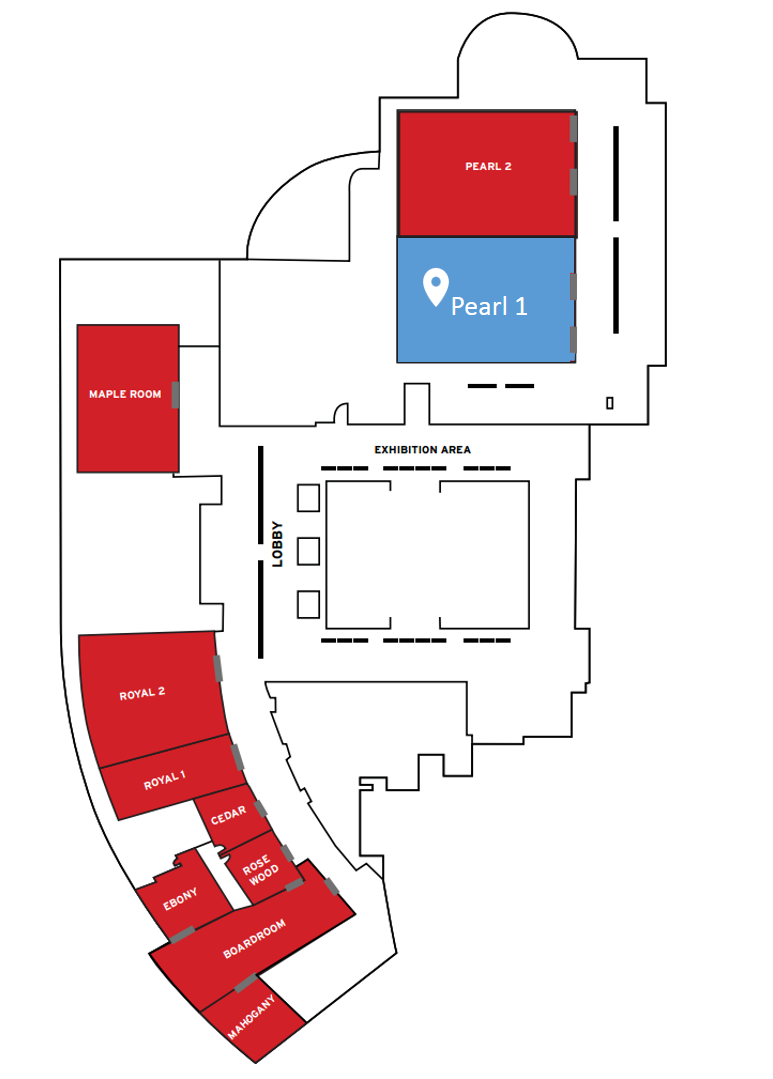 PEARL 2
Pearl 1
MAPLE ROOM
EXHIBITION AREA
LOBBY
ROYAL 2
ROYAL 1
CEDAR
ROSE
WOOD
EBONY
BOARDROOM
MAHOGANY